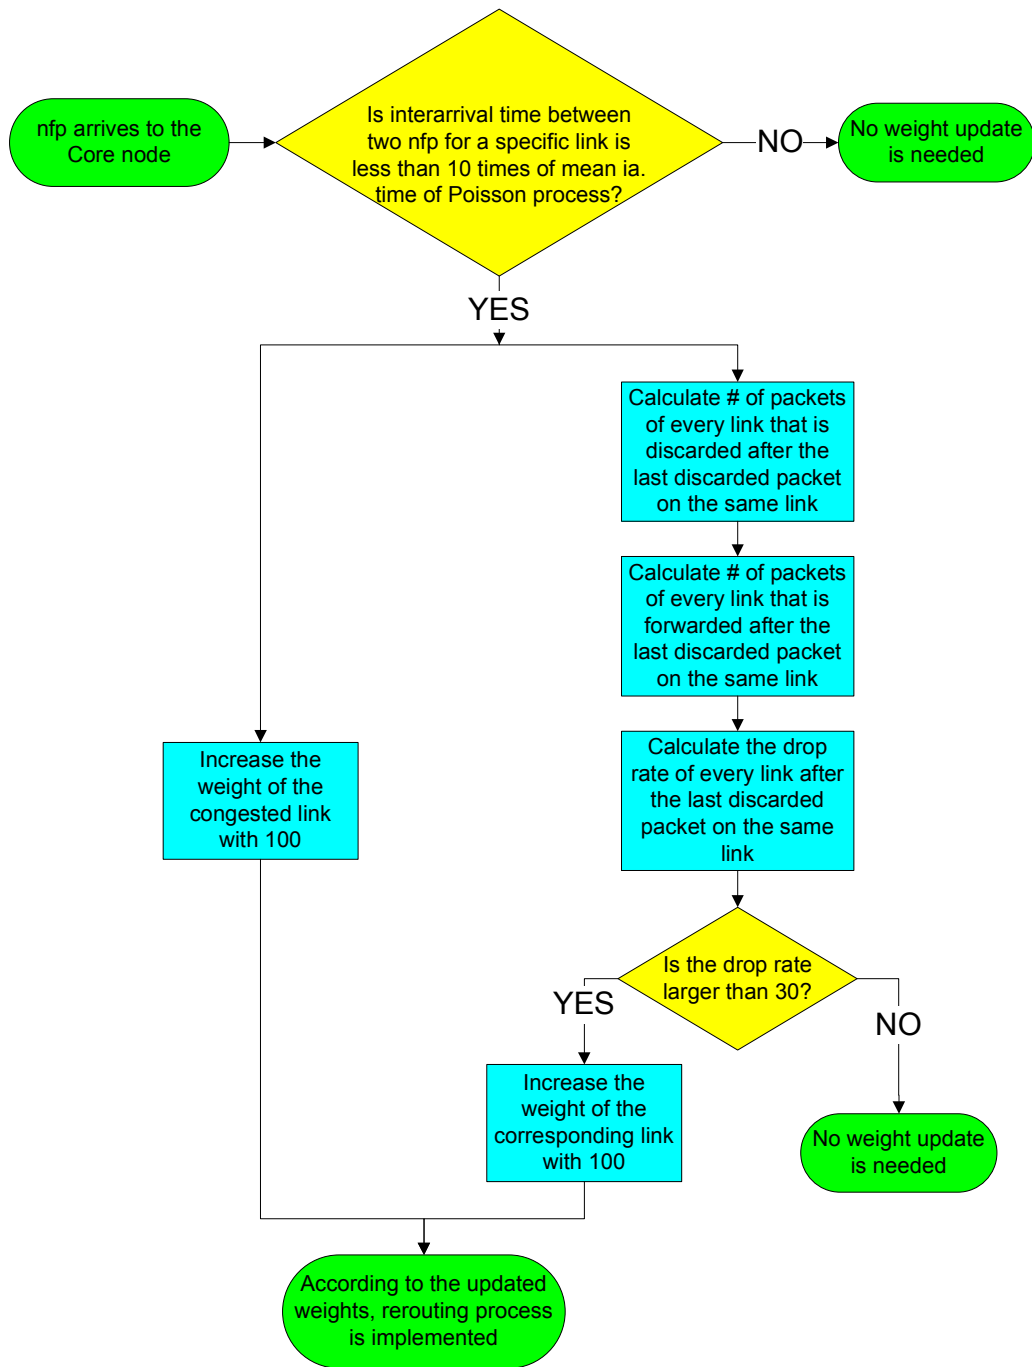 nfp arrives to the
Core node
Is interarrival time between
two nfp for a specific link is
less than 10 times of mean ia.
time of Poisson process?
NO
No weight update
is needed
YES
Calculate # of packets
of every link that is
discarded after the
last discarded packet
on the same link
Calculate # of packets
of every link that is
forwarded after the
last discarded packet
on the same link
Increase the
weight of the
congested link
with 100
Calculate the drop
rate of every link after
the last discarded
packet on the same
link
Is the drop rate
larger than 30?
YES
NO
Increase the
weight of the
corresponding link
with 100
No weight update
is needed
According to the updated
weights, rerouting process
is implemented